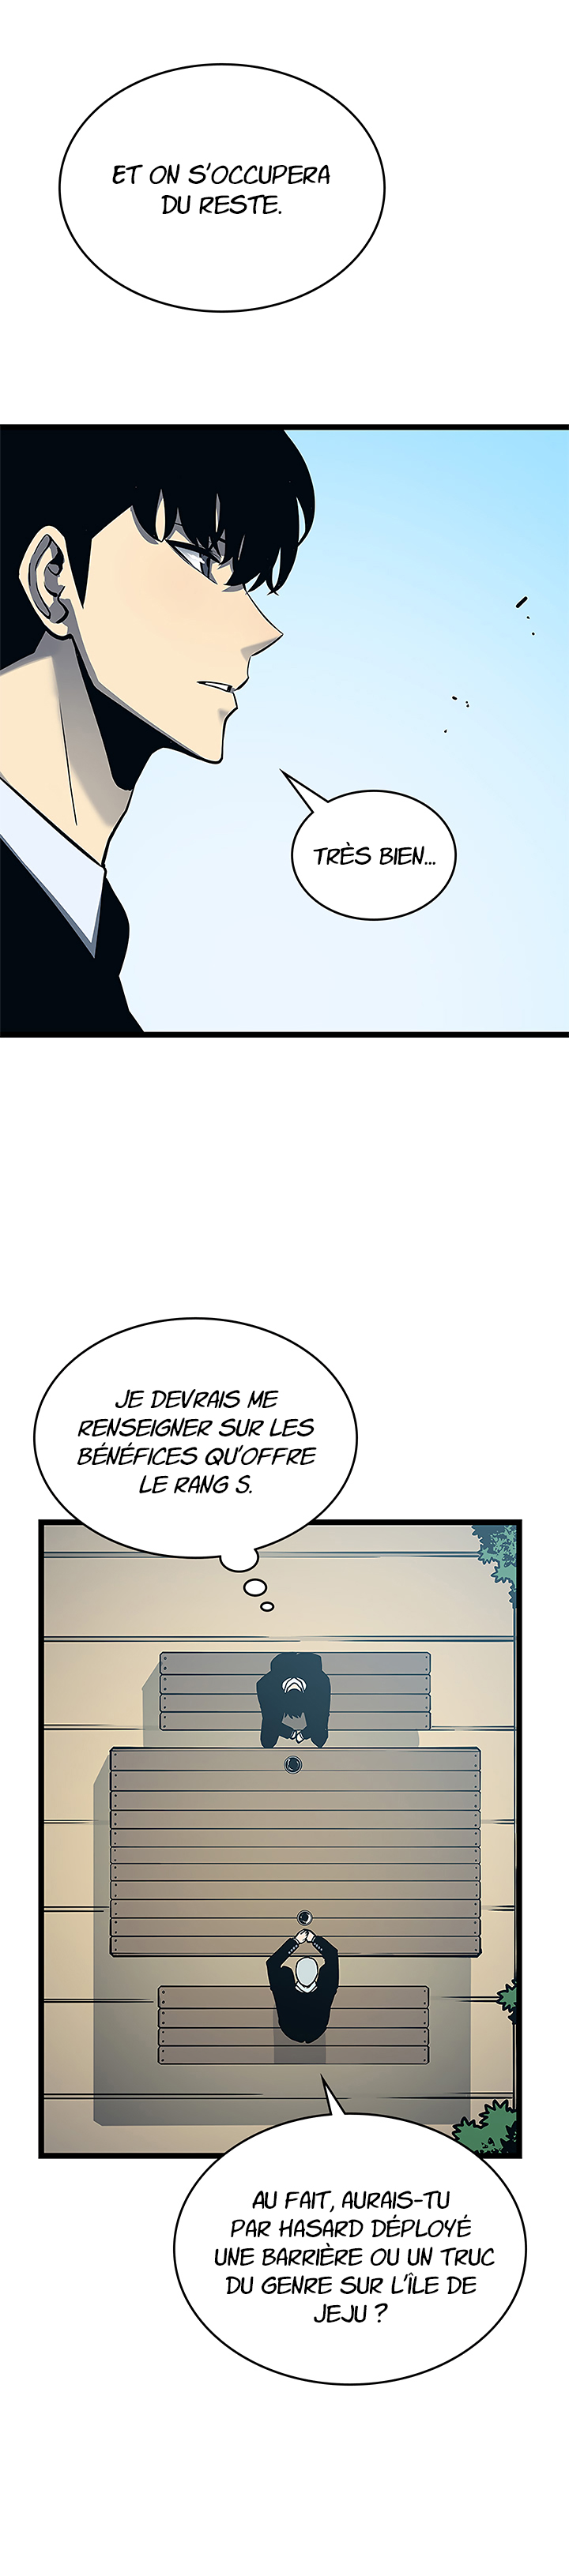 ET ON S'OCCUPERA
DU RESTE.
TRÈS BIEN...
JE DEVRAIS ME
RENSEIGNER SUR LES
BÉNÉFICES QU'OFFRE
LE RANG S.
AU FAIT, AURAIS-TU
PAR HASARD DÉPLOYÉ
UNE BARRIÈRE OU UN TRUC
DU GENRE SUR L'ÎLE DE
JEJU ?